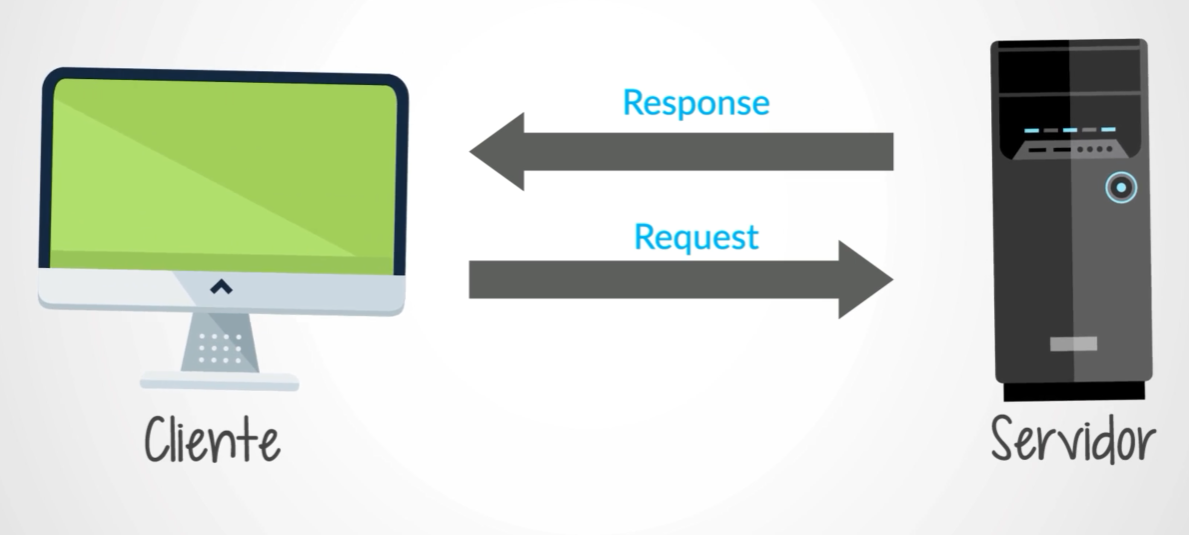 Response
Request
Cliente
Servidor